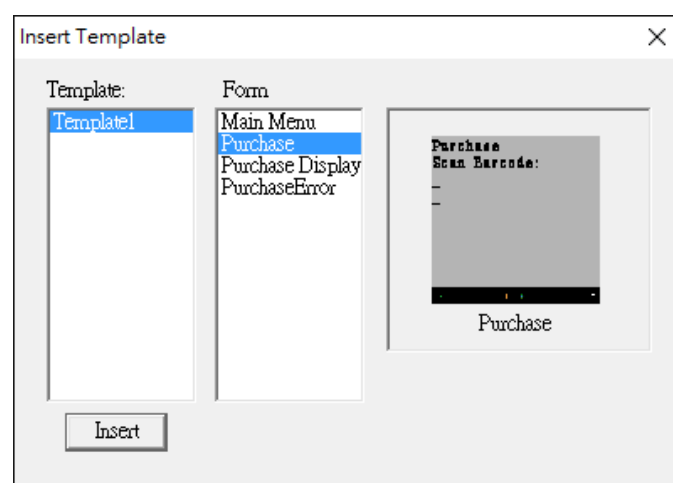 Insert Template
Template:
Form
Template1
Main Menu
Purchase
Purchase Display
PurchaseError
Purchase
Scan Barcode:
Purchase
Insert